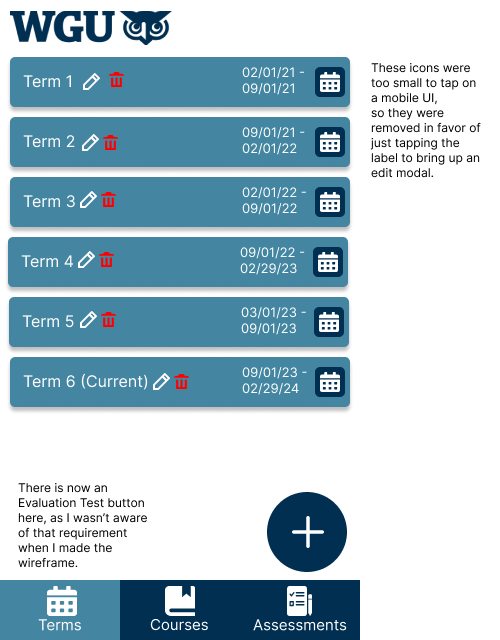 WGU
Term 1
02/01/21 -
09/01/21
These icons were
too small to tap on
a mobile UI,
so they were
removed in favor of
just tapping the
label to bring up an
edit modal.
Term 2
09/01/21 -
02/01/22
Term 3
02/01/22 -
09/01/22
Term 4
09/01/22 -
02/29/23
Term 5
03/01/23 -
09/01/23
Term 6 (Current)
09/01/23 -
02/29/24
There is now an
Evaluation Test button
here, as I wasn't aware
of that requirement
when I made the
wireframe.
Terms
Courses
Assessments